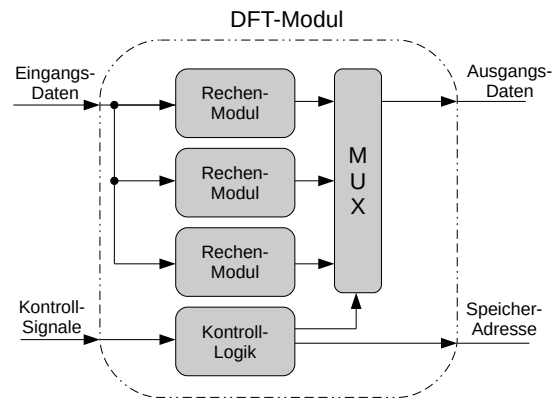 DFT-Modul
Eingangs-
Daten
Rechen-
Modul
Ausgangs-
Daten
Rechen-
Modul
M
U
X
Rechen-
Modul
Kontroll-
Signale
Kontroll-
Logik
Speicher-
Adresse